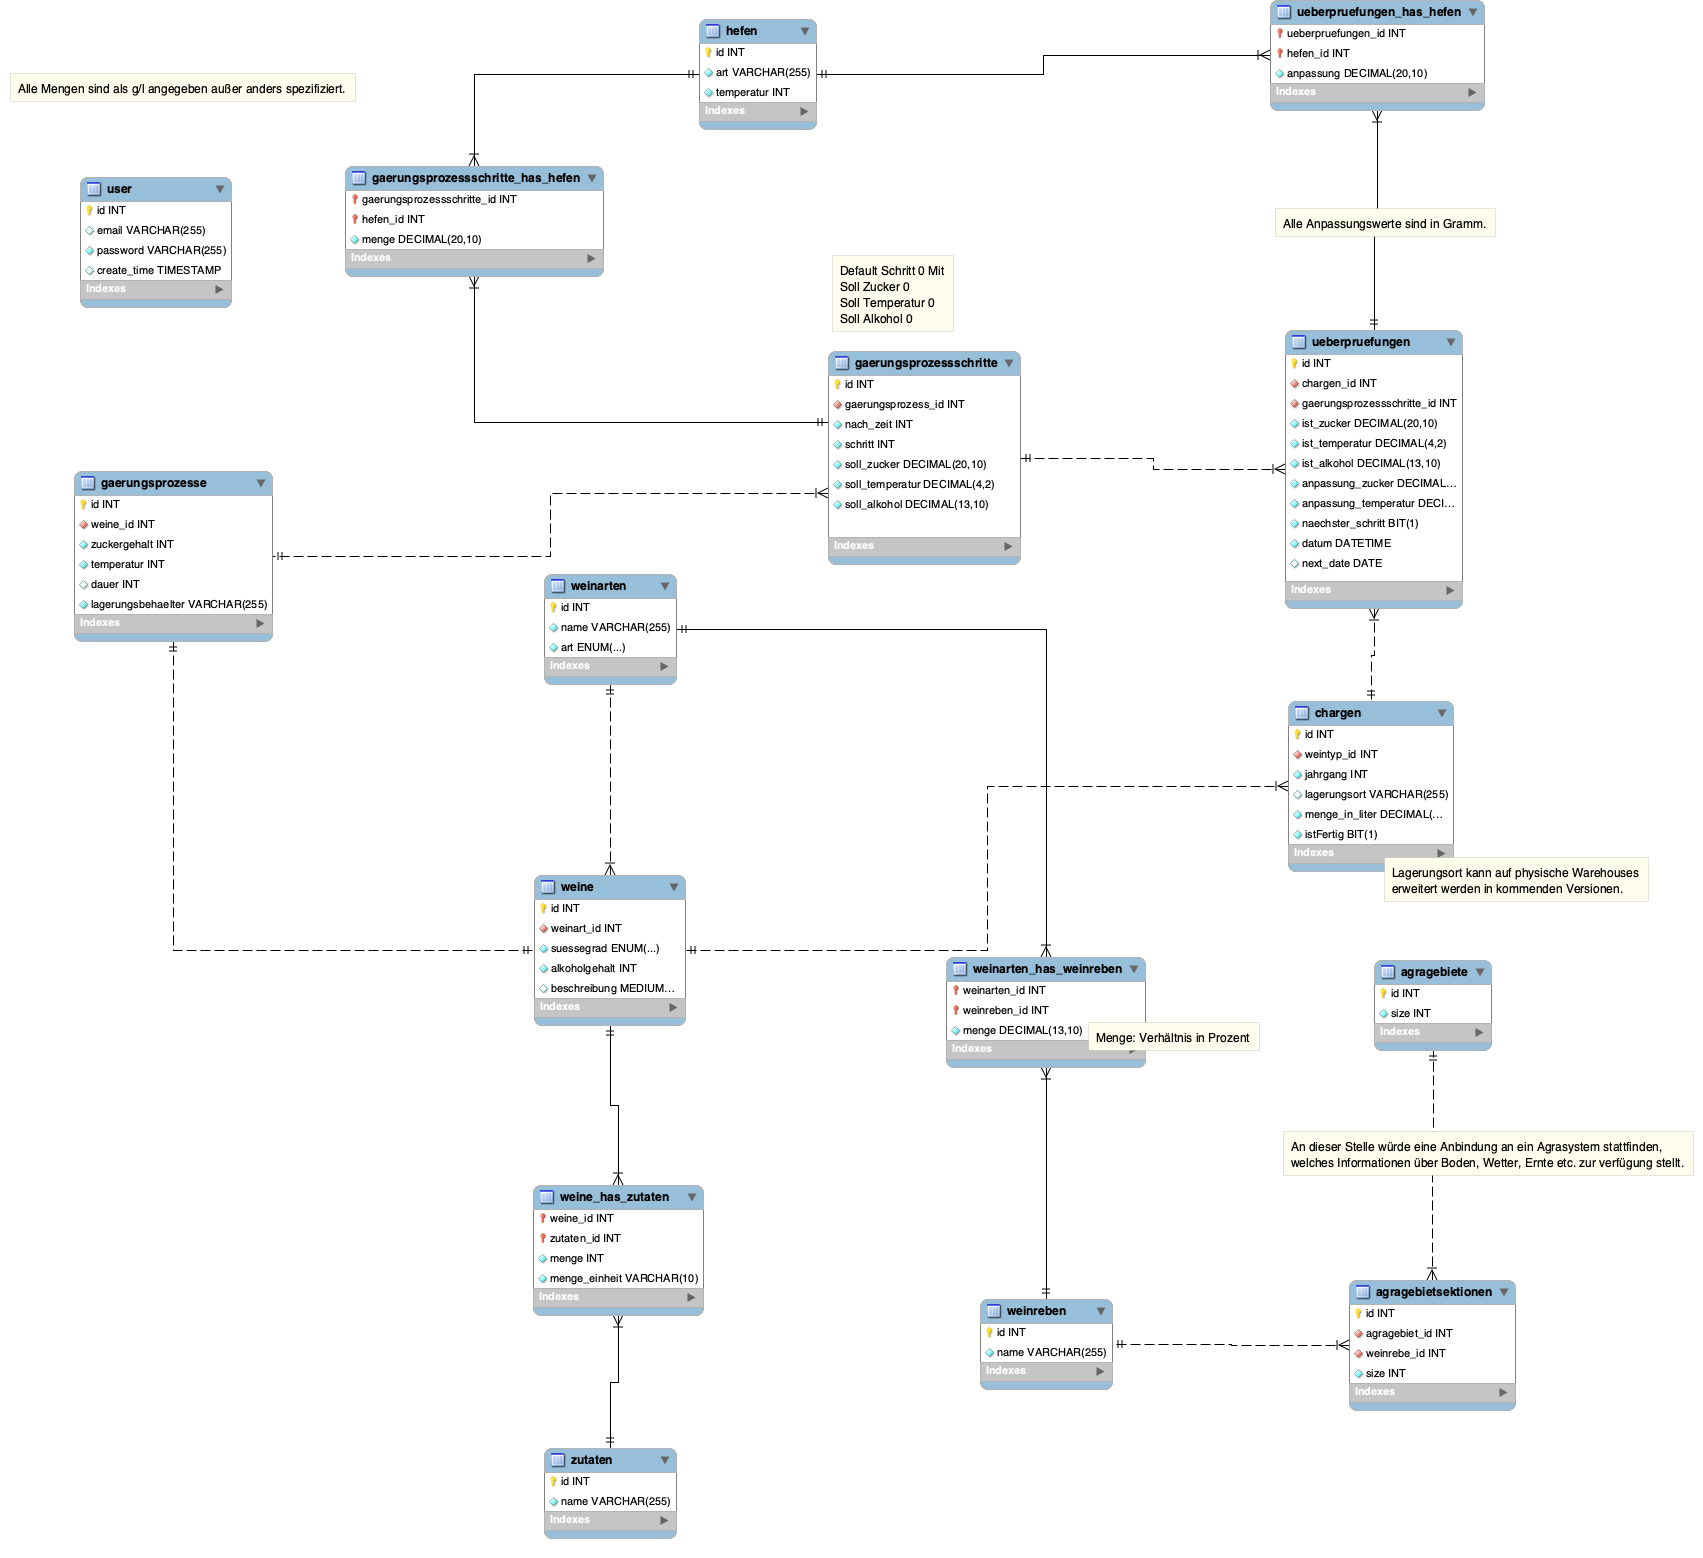 hefen
id INT
art VARCHAR(255)
temperatur INT
Indexes
ueberpruefungen_has_hefen
ueberpruefungen_id INT
hefen_id INT
anpassung DECIMAL(20,10)
Indexes
Alle Mengen sind als g/l angegeben außer anders spezifiziert.
user
id INT
email VARCHAR(255)
password VARCHAR(255)
create_time TIMESTAMP
Indexes
gaerungsprozessschritte_has_hefen
gaerungsprozessschritte_id INT
hefen_id INT
menge DECIMAL(20,10)
Indexes
Alle Anpassungswerte sind in Gramm.
Default Schritt 0 Mit
Soll Zucker 0
Soll Temperatur 0
Soll Alkohol 0
gaerungsprozessschritte
id INT
gaerungsprozess_id INT
nach_zeit INT
schritt INT
soll_zucker DECIMAL(20,10)
soll_temperatur DECIMAL(4,2)
soll_alkohol DECIMAL(13,10)
Indexes
ueberpruefungen
id INT
chargen_id INT
gaerungsprozessschritte_id INT
ist_zucker DECIMAL(20,10)
ist_temperatur DECIMAL(4,2)
ist_alkohol DECIMAL(13,10)
anpassung_zucker DECIMAL...
anpassung_temperatur DECI...
naechster_schritt BIT(1)
datum DATETIME
next_date DATE
Indexes
gaerungsprozesse
id INT
weine_id INT
zuckergehalt INT
temperatur INT
dauer INT
lagerungsbehaelter VARCHAR(255)
Indexes
weinarten
id INT
name VARCHAR(255)
art ENUM(...)
Indexes
chargen
id INT
weintyp_id INT
jahrgang INT
lagerungsort VARCHAR(255)
menge_in_liter DECIMAL(...
istFertig BIT(1)
Indexes
Lagerungsort kann auf physische Warehouses
erweitert werden in kommenden Versionen.
weine
id INT
weinart_id INT
suessegrad ENUM(...)
alkoholgehalt INT
beschreibung MEDIUM...
Indexes
weinarten_has_weinreben
weinarten_id INT
weinreben_id INT
menge DECIMAL(13,10)
Indexes
Menge: Verhältnis in Prozent
agragebiete
id INT
size INT
Indexes
An dieser Stelle würde eine Anbindung an ein Agrasystem stattfinden,
welches Informationen über Boden, Wetter, Ernte etc. zur verfügung stellt.
weine_has_zutaten
weine_id INT
zutaten_id INT
menge INT
menge_einheit VARCHAR(10)
Indexes
weinreben
id INT
name VARCHAR(255)
Indexes
agragebietsektionen
id INT
agragebiet_id INT
weinrebe_id INT
size INT
Indexes
zutaten
id INT
name VARCHAR(255)
Indexes